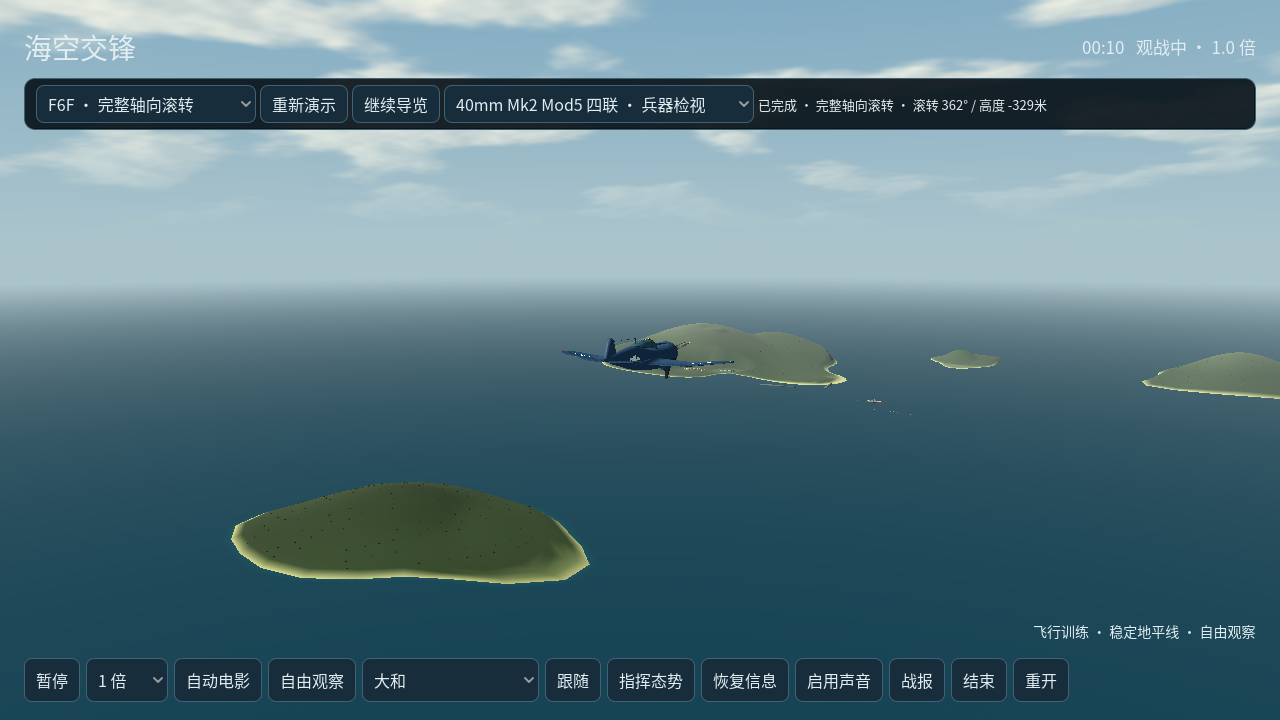 海空交锋
00:10 观战中 · 1.0 倍
F6F · 完整轴向滚转
重新演示
继续导览
40mm Mk2 Mod5 四联 · 兵器检视
已完成 · 完整轴向滚转 · 滚转 362° / 高度 -329米
飞行训练 · 稳定地平线 · 自由观察
暂停
1 倍
自动电影
自由观察
大和
跟随
指挥态势
恢复信息
启用声音
战报
结束
重开